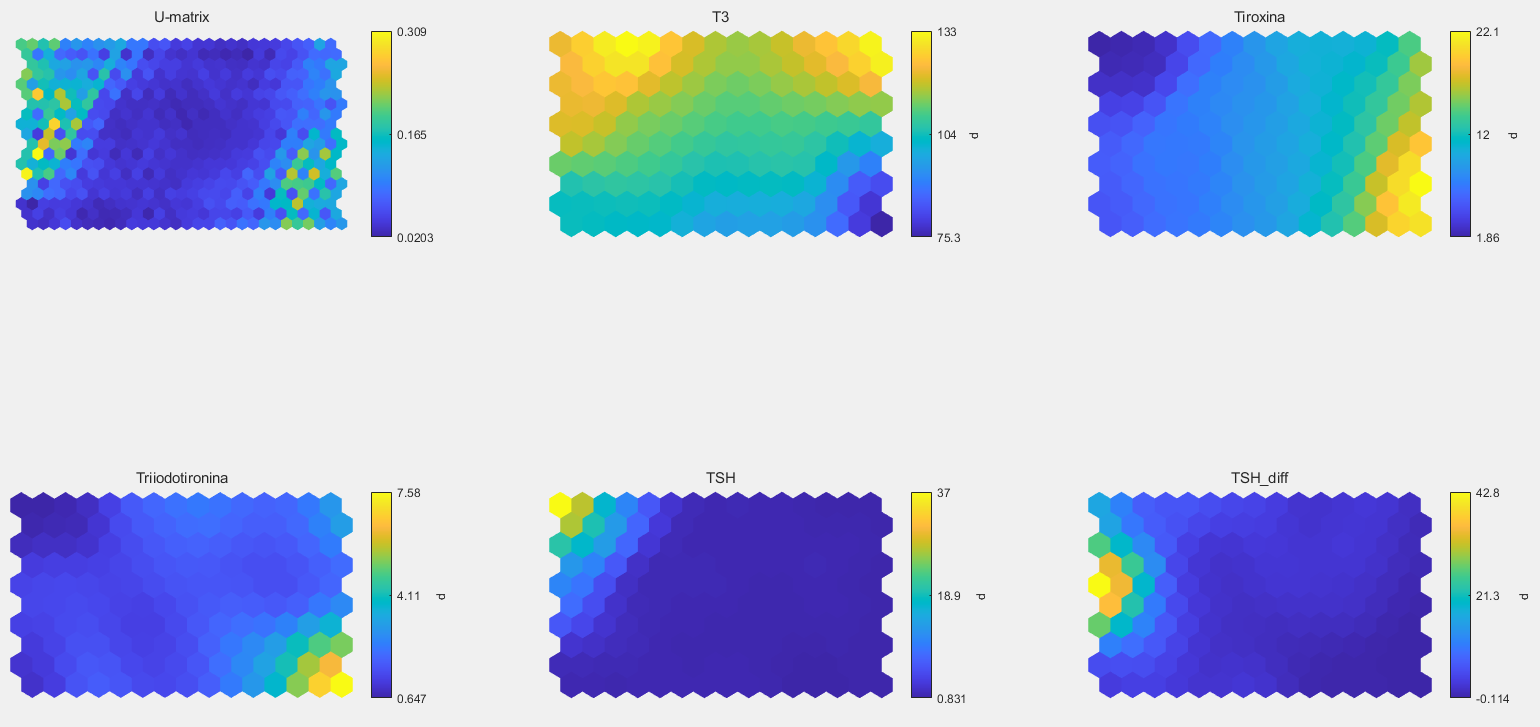 U-matrix
0.309
0.165
0.0203
T3
133
104
d
75.3
Tiroxina
22.1
12
d
1.86
Triiodotironina
7.58
4.11
d
0.647
TSH
37
18.9
d
0.831
TSH_diff
42.8
21.3
d
-0.114